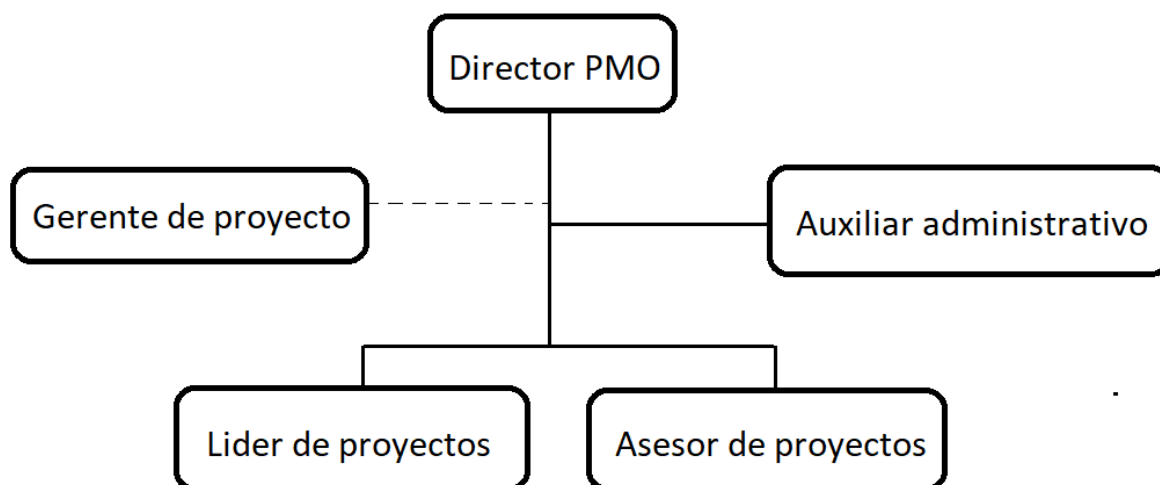 Director PMO
Gerente de proyecto
Auxiliar administrativo
Lider de proyectos
Asesor de proyectos